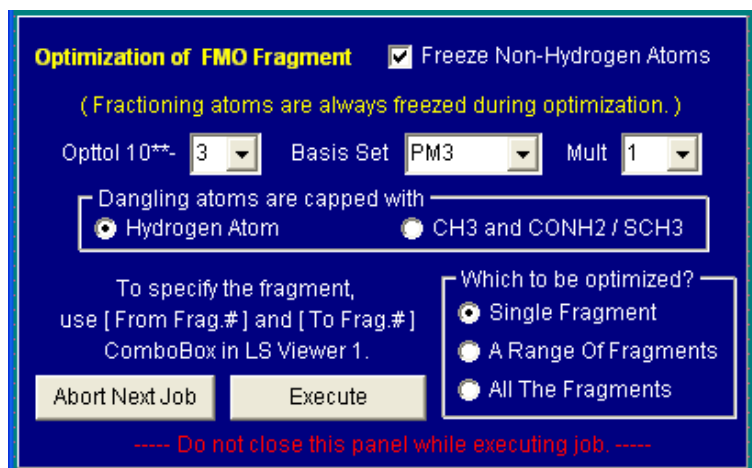 Optimization of FMO Fragment Freeze Non-Hydrogen Atoms
( Fractioning atoms are always freezed during optimization. )
Opttol 10**- 3 Basis Set PM3 Mult 1
Dangling atoms are capped with
Hydrogen Atom CH3 and CONH2 / SCH3
To specify the fragment,
use [ From Frag.# ] and [ To Frag.# ]
ComboBox in LS Viewer 1.
Which to be optimized?
Single Fragment
A Range Of Fragments
All The Fragments
Abort Next Job Execute
----- Do not close this panel while executing job. -----